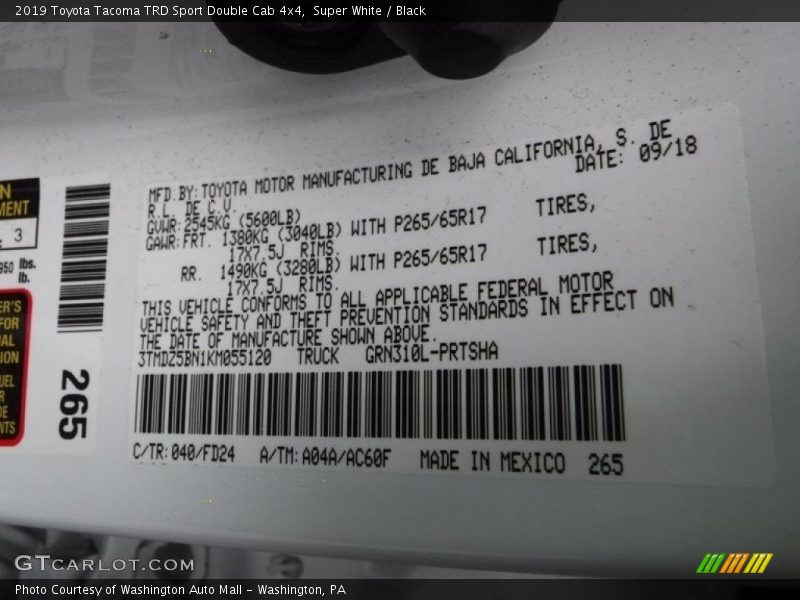 2019 Toyota Tacoma TRD Sport Double Cab 4x4, Super White / Black
MFD.BY:TOYOTA MOTOR MANUFACTURING DE BAJA CALIFORNIA, S. DE
R.L. DE C.V. DATE: 09/18
GVWR:2545KG (5600LB)
GAWR:FRT. 1380KG (3040LB) WITH P265/65R17 TIRES,
17X7.5J RIMS.
RR. 1490KG (3280LB) WITH P265/65R17 TIRES,
17X7.5J RIMS.
THIS VEHICLE CONFORMS TO ALL APPLICABLE FEDERAL MOTOR
VEHICLE SAFETY AND THEFT PREVENTION STANDARDS IN EFFECT ON
THE DATE OF MANUFACTURE SHOWN ABOVE.
3TMDZ5BN1KM055120 TRUCK GRN310L-PRTSHA
C/TR:040/FD24 A/TM:A04A/AC60F MADE IN MEXICO 265
3
lbs.
lb.
265
GTCARLOT.COM
Photo Courtesy of Washington Auto Mall - Washington, PA